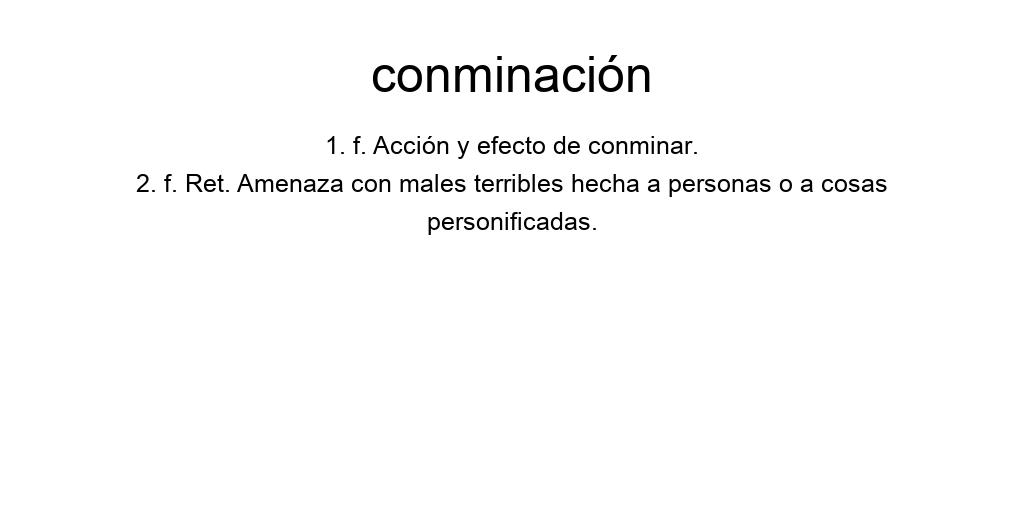 conminación
1. f. Acción y efecto de conminar.
2. f. Ret. Amenaza con males terribles hecha a personas o a cosas
personificadas.